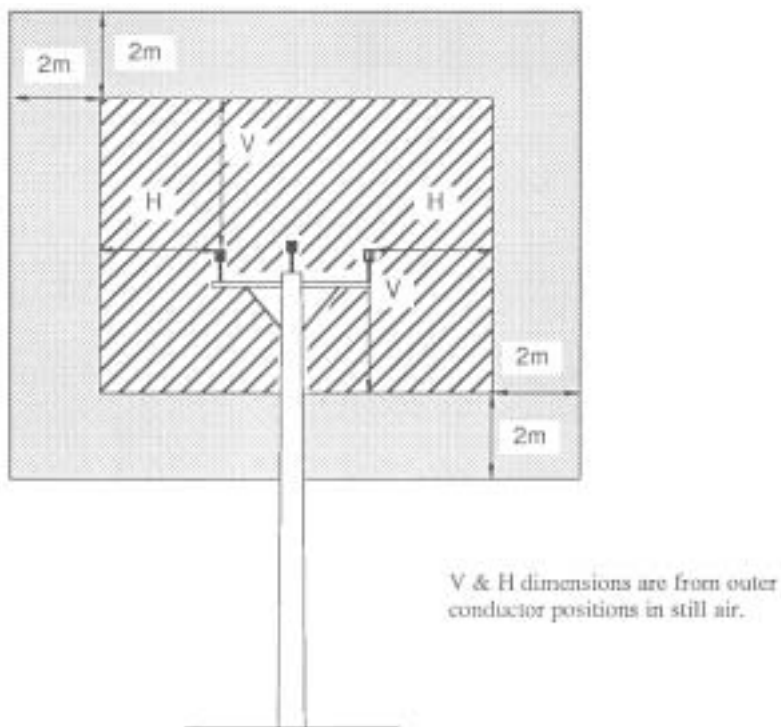 2m
2m
V
H
H
V
2m
2m
V & H dimensions are from outer
conductor positions in still air.